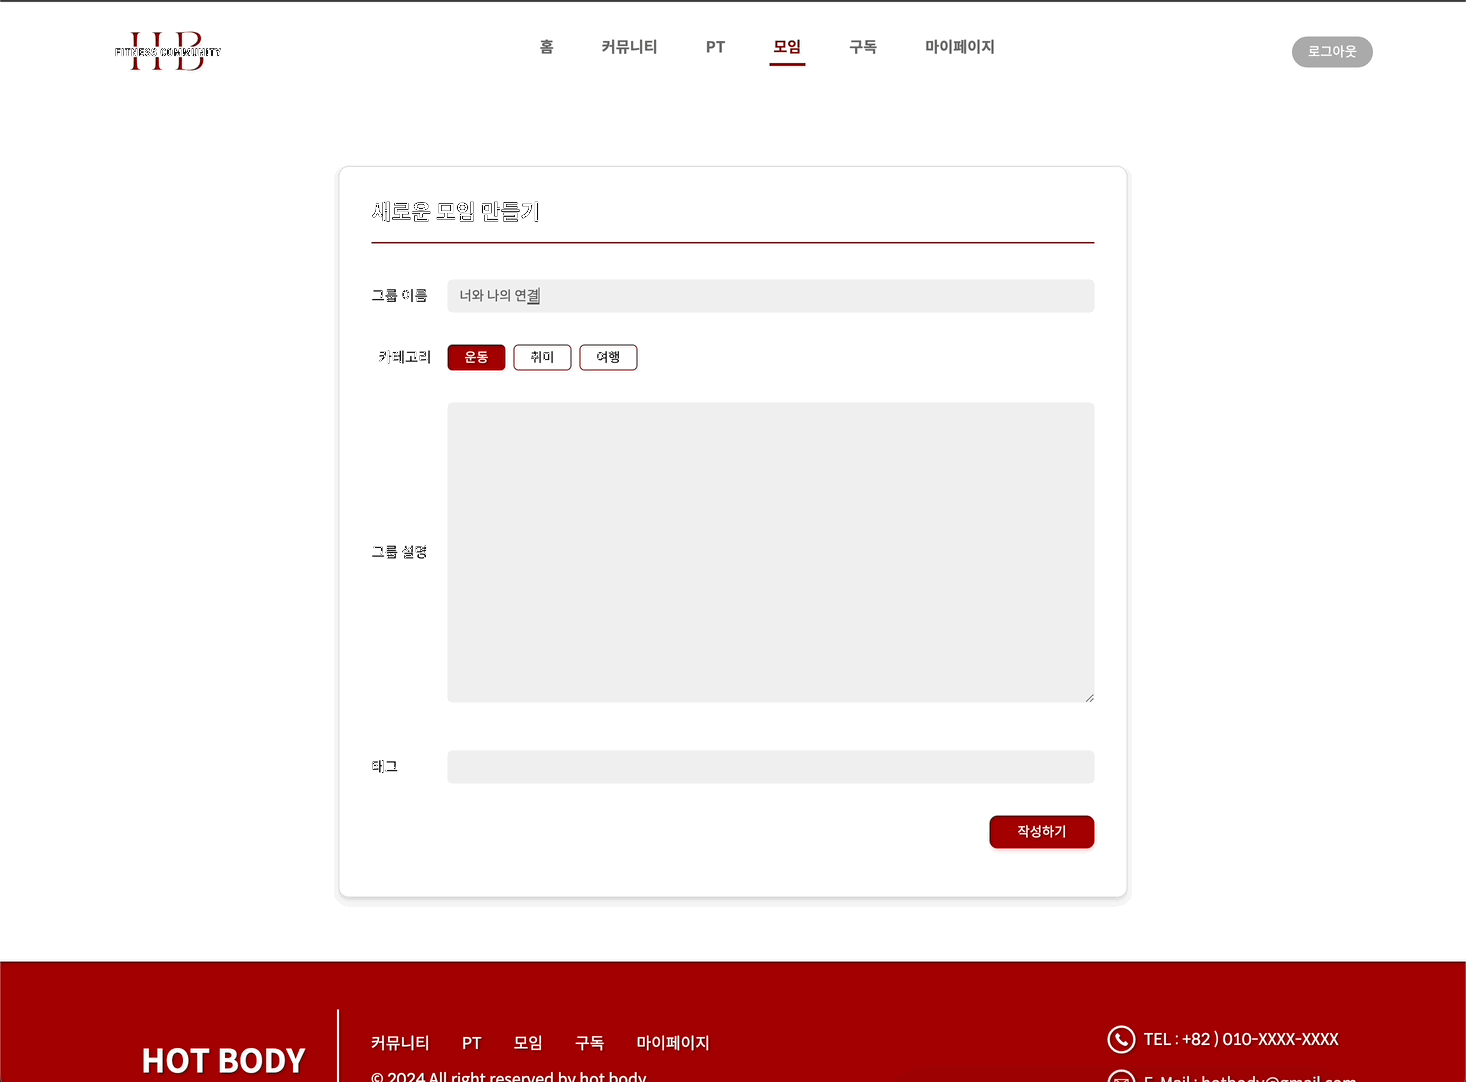 HB
FITNESS COMMUNITY
홈 커뮤니티 PT 모임 구독 마이페이지
로그아웃
새로운 모임 만들기
그룹 이름 너와 나의 연결
카테고리 운동 취미 여행
그룹 설명
태그
작성하기
HOT BODY
커뮤니티 PT 모임 구독 마이페이지
© 2024 All right reserved by hot body
TEL : +82 ) 010-XXXX-XXXX
E-Mail : hotbody@gmail.com